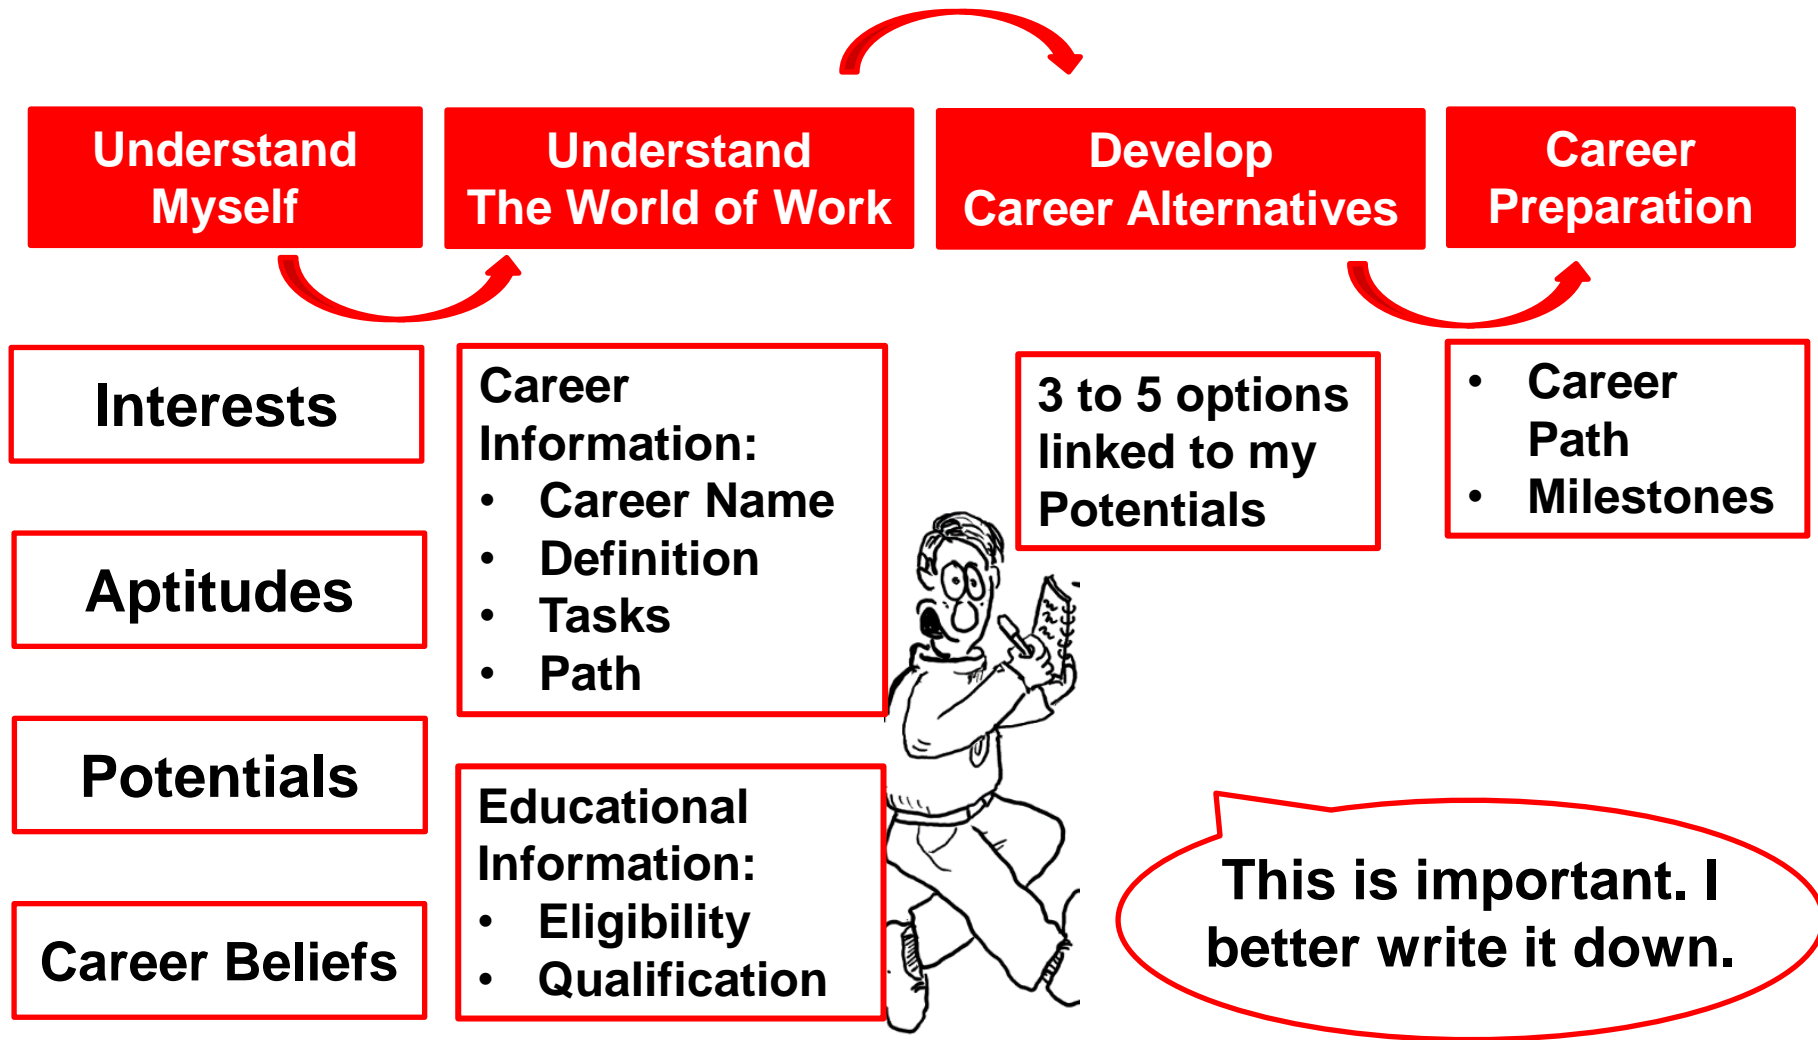 Understand
Myself
Understand
The World of Work
Develop
Career Alternatives
Career
Preparation
Interests
Aptitudes
Potentials
Career Beliefs
Career
Information:
• Career Name
• Definition
• Tasks
• Path
Educational
Information:
• Eligibility
• Qualification
3 to 5 options
linked to my
Potentials
• Career
Path
• Milestones
This is important. I
better write it down.